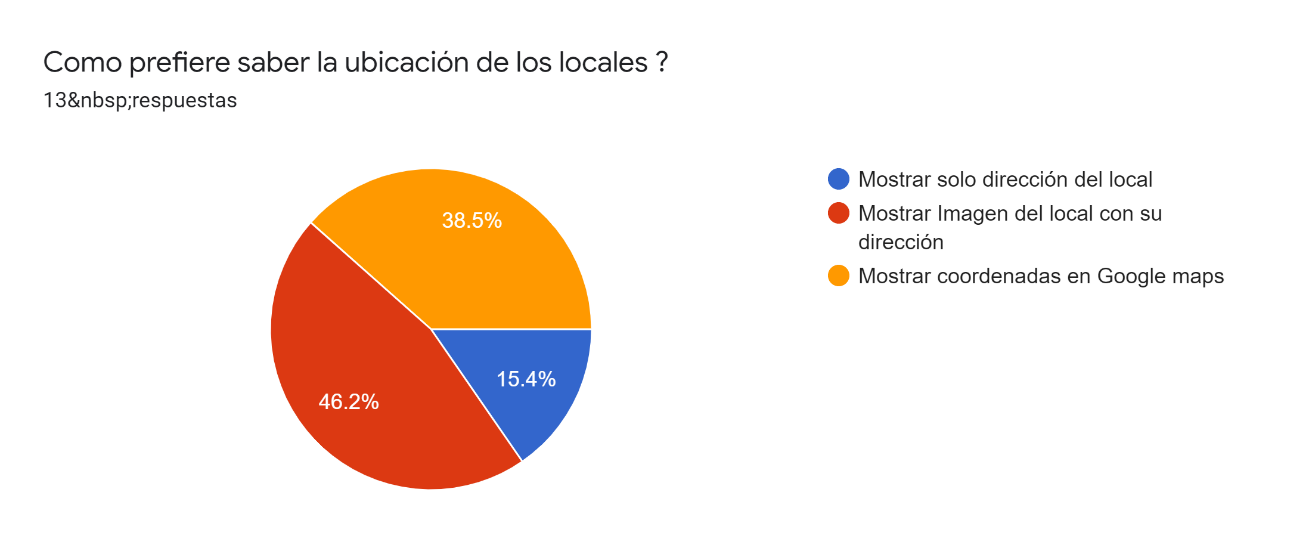 Como prefiere saber la ubicación de los locales ?
13&nbsp;respuestas
38.5%
15.4%
46.2%
Mostrar solo dirección del local
Mostrar Imagen del local con su
dirección
Mostrar coordenadas en Google maps